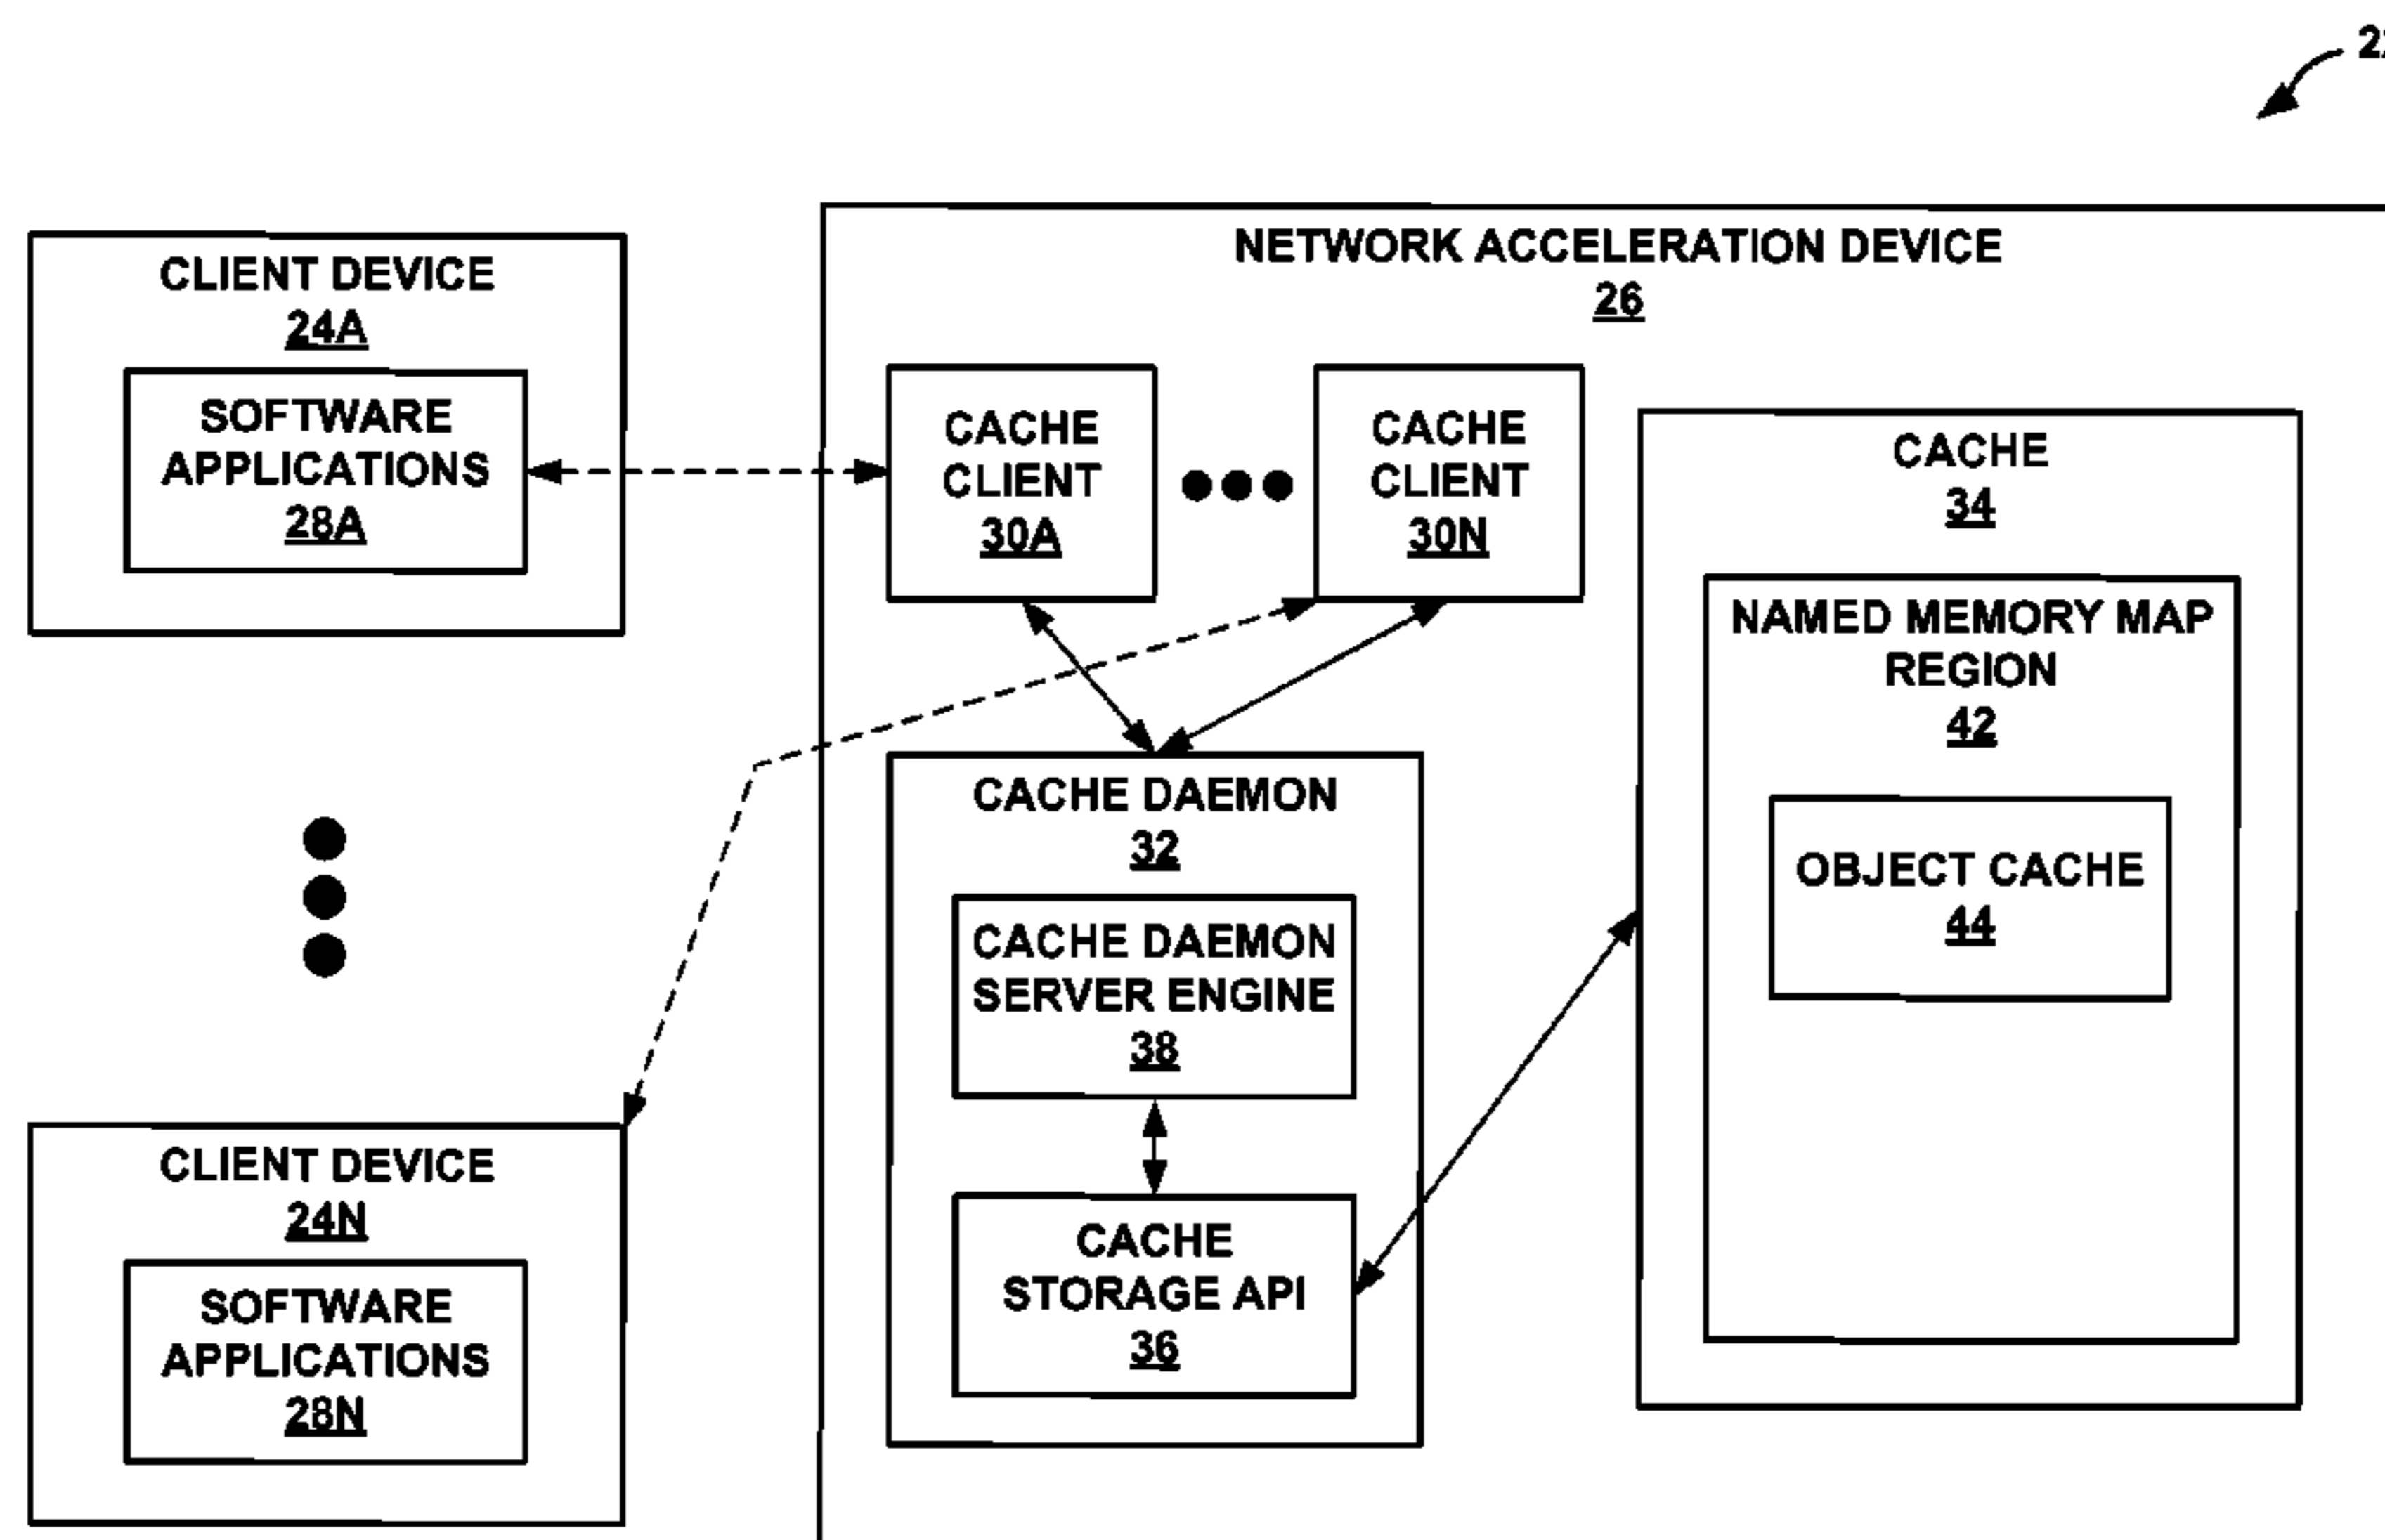 CLIENT DEVICE
24A
SOFTWARE
APPLICATIONS
28A
CLIENT DEVICE
24N
SOFTWARE
APPLICATIONS
28N
NETWORK ACCELERATION DEVICE
26
CACHE
CLIENT
30A
CACHE
CLIENT
30N
CACHE DAEMON
32
CACHE DAEMON
SERVER ENGINE
38
CACHE
STORAGE API
36
CACHE
34
NAMED MEMORY MAP
REGION
42
OBJECT CACHE
44